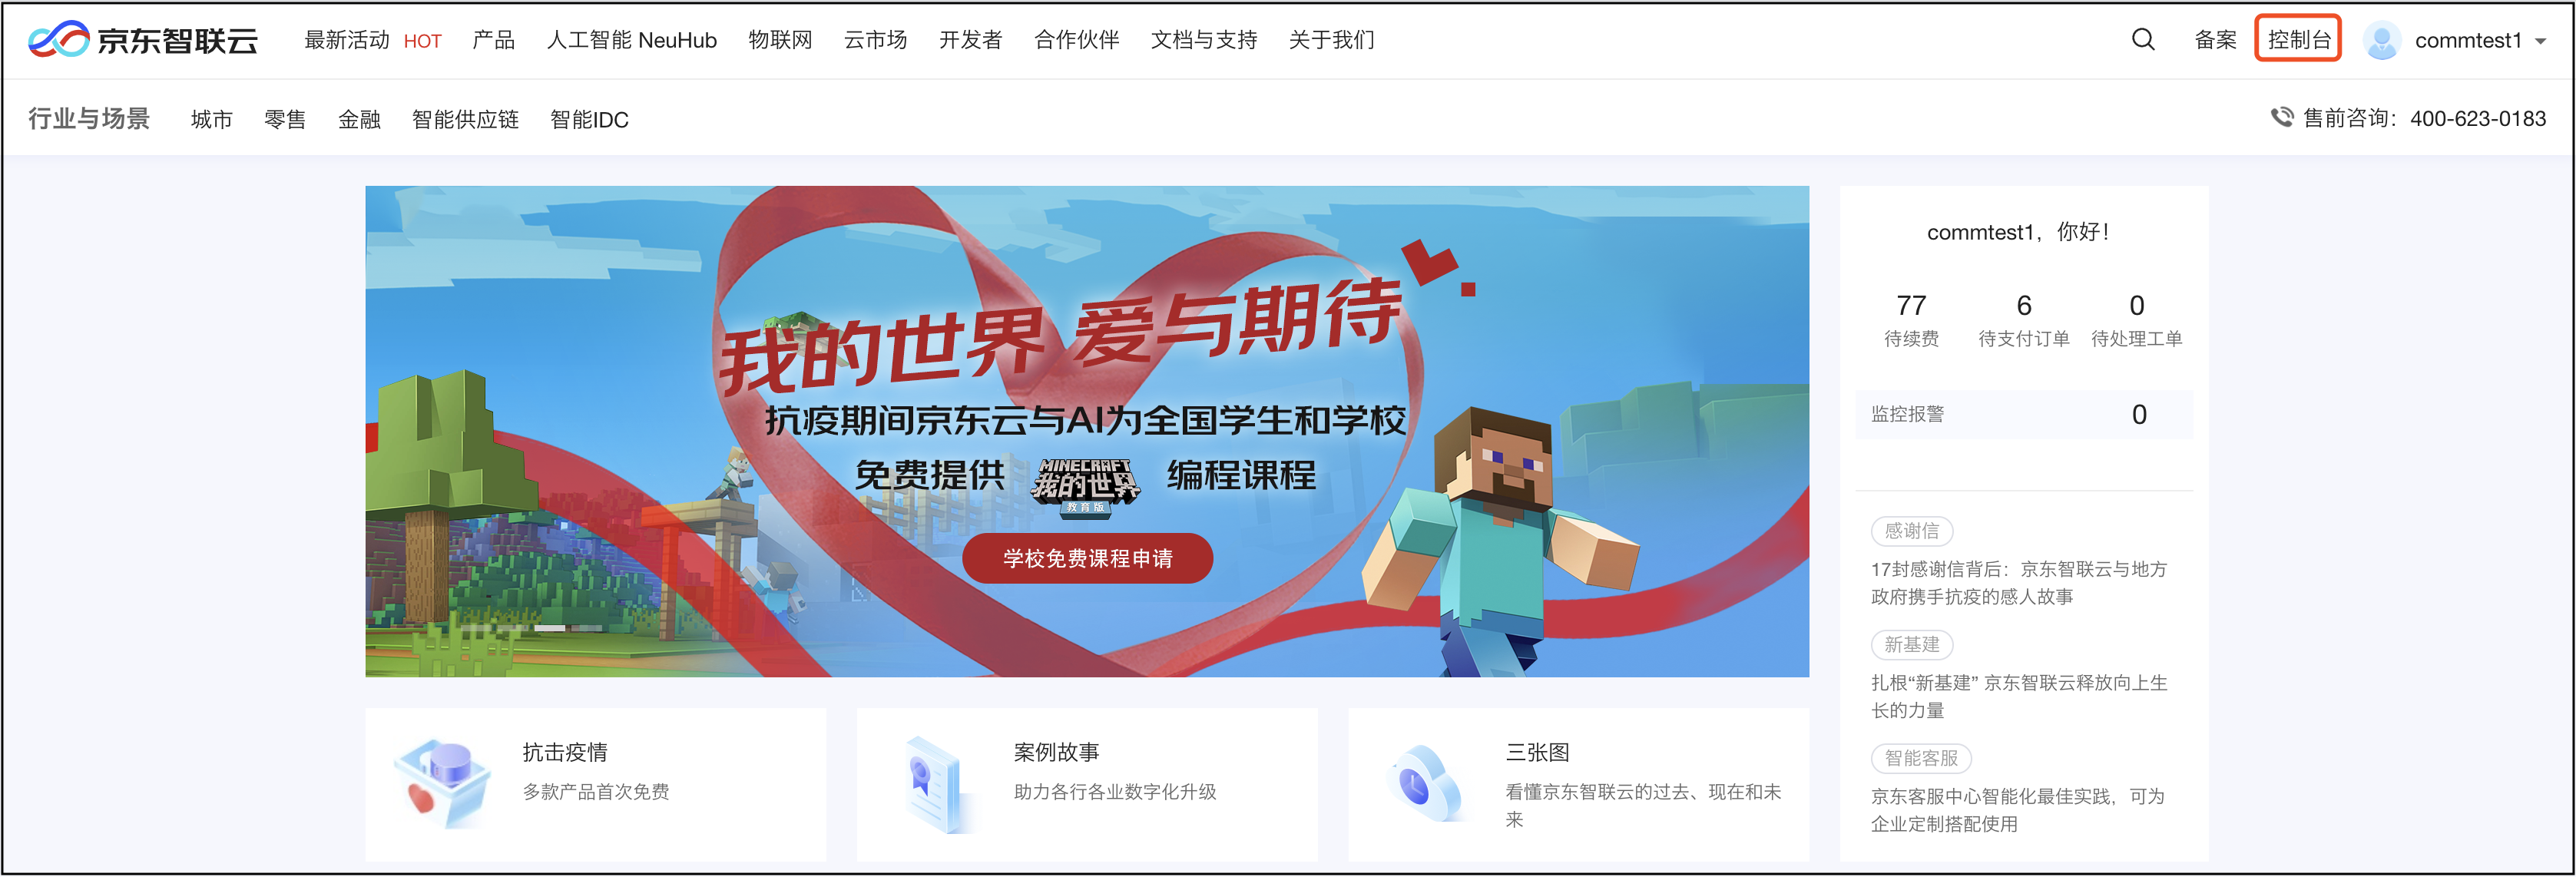 京东智联云
最新活动 HOT 产品 人工智能 NeuHub 物联网 云市场 开发者 合作伙伴 文档与支持 关于我们
备案 控制台 commtest1
行业与场景 城市 零售 金融 智能供应链 智能IDC
售前咨询：400-623-0183
我的世界 爱与期待
抗疫期间京东云与AI为全国学生和学校
免费提供 MINECRAFT 我的世界 教育版 编程课程
学校免费课程申请
commtest1，你好！
77 6 0
待续费 待支付订单 待处理工单
监控报警 0
感谢信
17封感谢信背后：京东智联云与地方
政府携手抗疫的感人故事
新基建
扎根“新基建” 京东智联云释放向上生
长的力量
智能客服
京东客服中心智能化最佳实践，可为
企业定制搭配使用
抗击疫情
多款产品首次免费
案例故事
助力各行各业数字化升级
三张图
看懂京东智联云的过去、现在和未
来